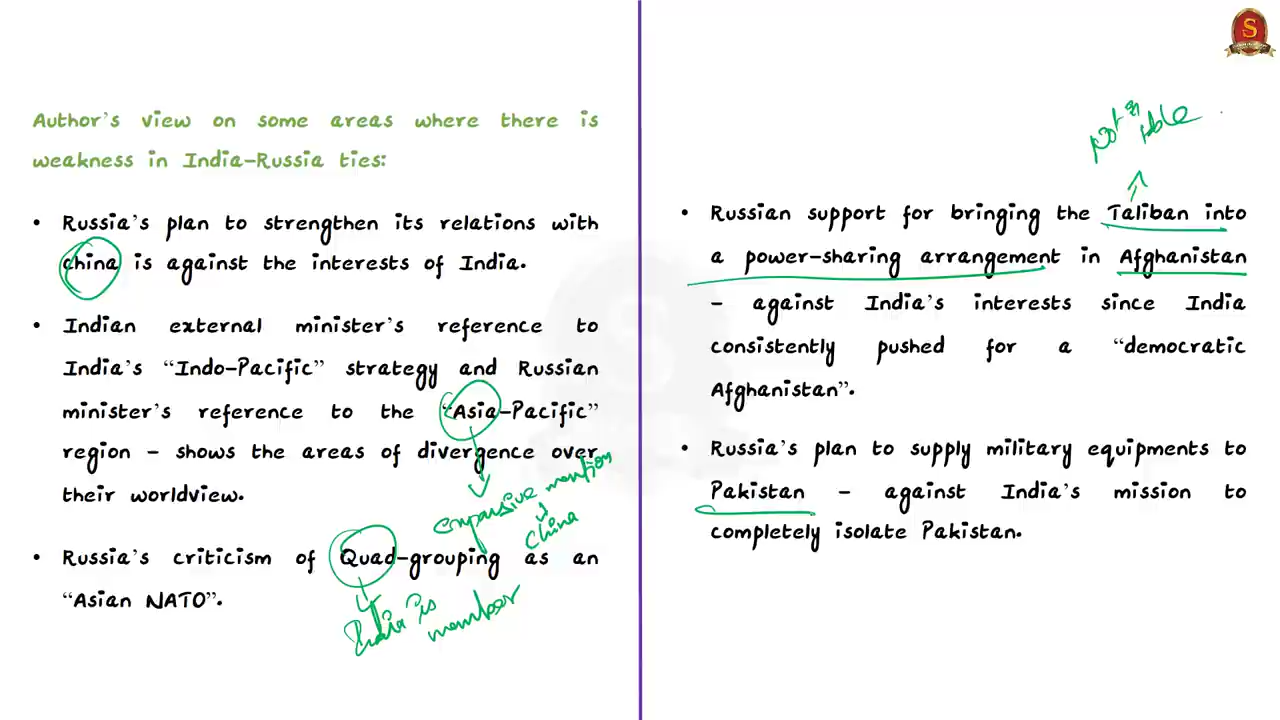 Author's view on some areas where there is
weakness in India-Russia ties:
• Russia's plan to strengthen its relations with
china is against the interests of India.
• Indian external minister's reference to
India's “Indo-Pacific” strategy and Russian
minister's reference to the “Asia-Pacific”
region - shows the areas of divergence over
their worldview.
expansive mention
China
• Russia's criticism of Quad-grouping as an
“Asian NATO”.
India is
member
S
• Russian support for bringing the Taliban into
a power-sharing arrangement in Afghanistan
- against India's interests since India
consistently pushed for a “democratic
Afghanistan”.
• Russia's plan to supply military equipments to
Pakistan - against India's mission to
completely isolate Pakistan.